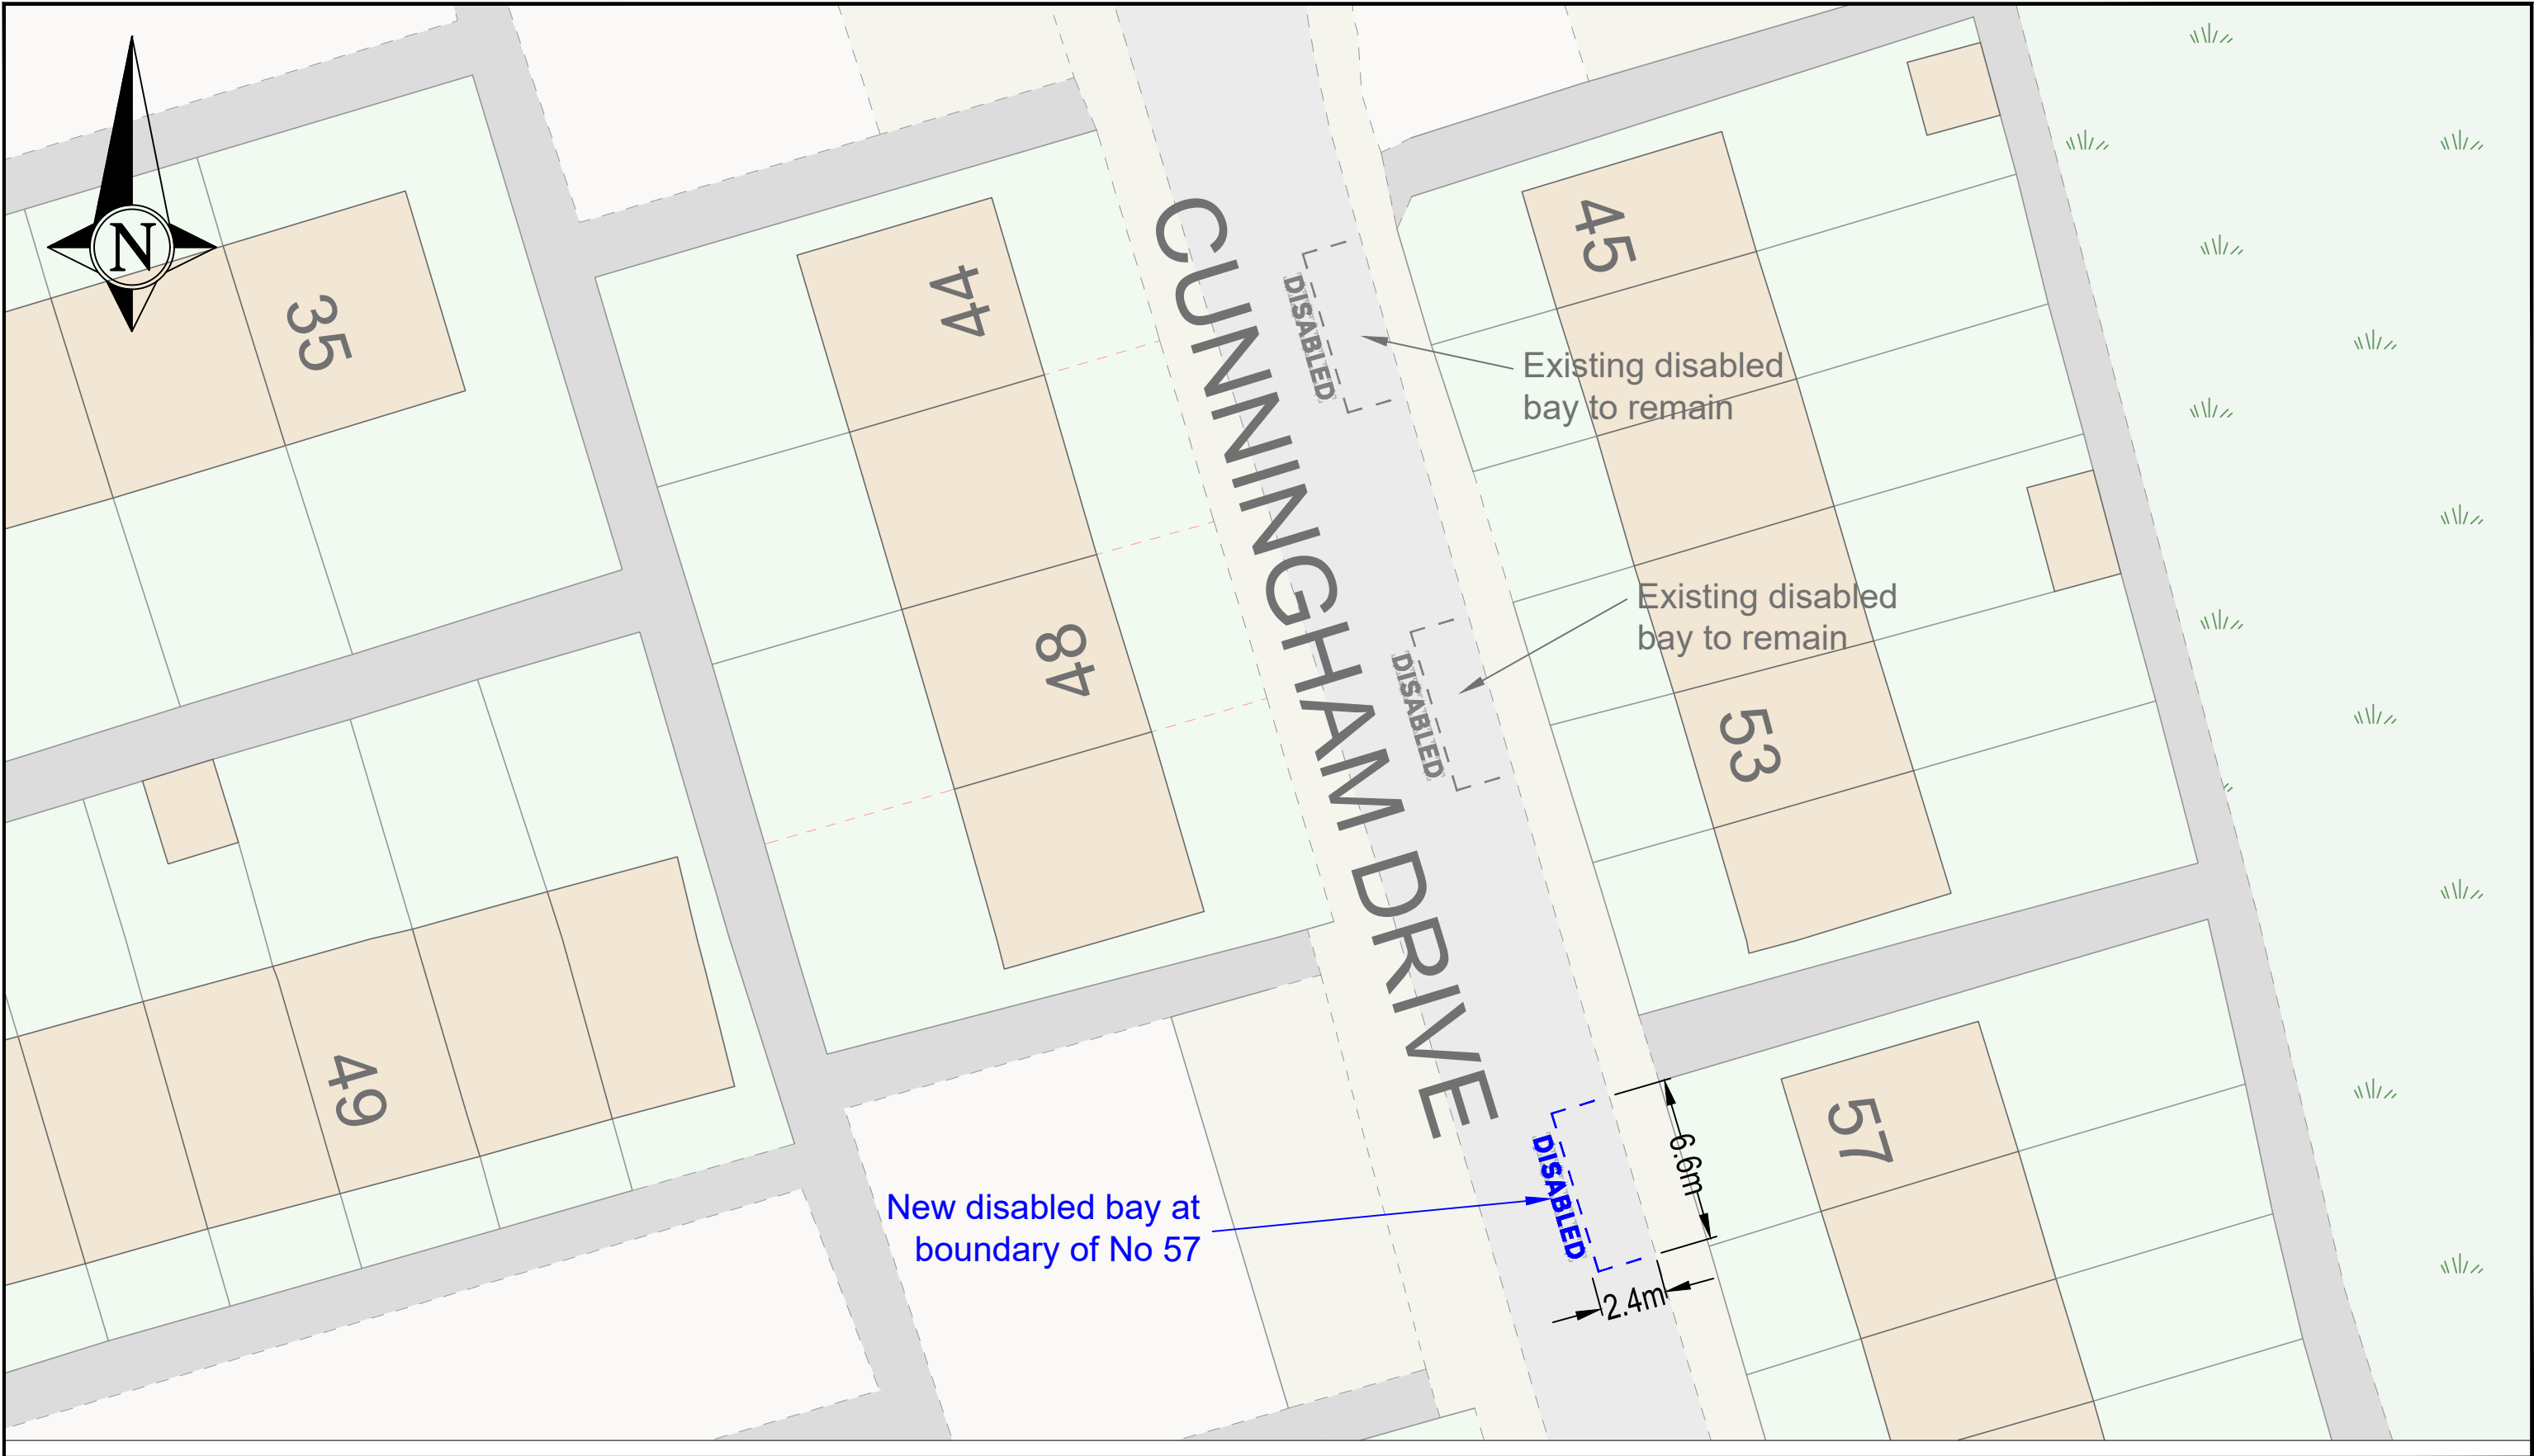 N
35
44
45
CUNNINGHAM DRIVE
DISABLED
Existing disabled
bay to remain
48
Existing disabled
bay to remain
DISABLED
53
49
57
DISABLED
6.6m
New disabled bay at
boundary of No 57
2.4m